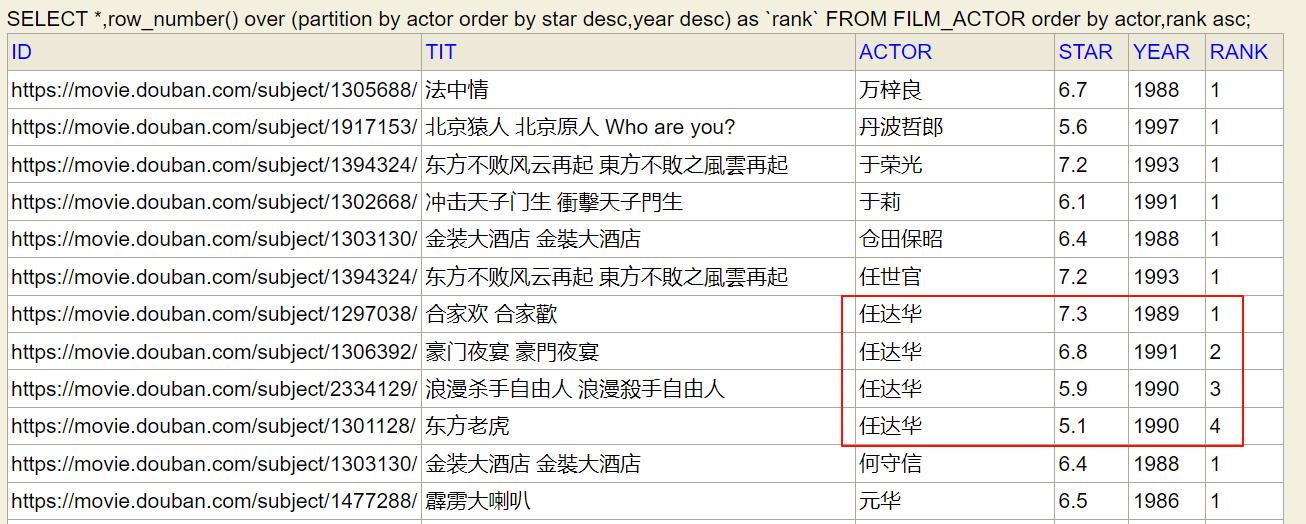 SELECT *,row_number() over (partition by actor order by star desc,year desc) as `rank` FROM FILM_ACTOR order by actor,rank asc;
ID TIT ACTOR STAR YEAR RANK
https://movie.douban.com/subject/1305688/ 法中情 万梓良 6.7 1988 1
https://movie.douban.com/subject/1917153/ 北京猿人 北京原人 Who are you? 丹波哲郎 5.6 1997 1
https://movie.douban.com/subject/1394324/ 东方不败风云再起 東方不敗之風雲再起 于荣光 7.2 1993 1
https://movie.douban.com/subject/1302668/ 冲击天子门生 衝擊天子門生 于莉 6.1 1991 1
https://movie.douban.com/subject/1303130/ 金装大酒店 金裝大酒店 仓田保昭 6.4 1988 1
https://movie.douban.com/subject/1394324/ 东方不败风云再起 東方不敗之風雲再起 任世官 7.2 1993 1
https://movie.douban.com/subject/1297038/ 合家欢 合家歡 任达华 7.3 1989 1
https://movie.douban.com/subject/1306392/ 豪门夜宴 豪門夜宴 任达华 6.8 1991 2
https://movie.douban.com/subject/2334129/ 浪漫杀手自由人 浪漫殺手自由人 任达华 5.9 1990 3
https://movie.douban.com/subject/1301128/ 东方老虎 任达华 5.1 1990 4
https://movie.douban.com/subject/1303130/ 金装大酒店 金裝大酒店 何守信 6.4 1988 1
https://movie.douban.com/subject/1477288/ 霹雳大喇叭 元华 6.5 1986 1